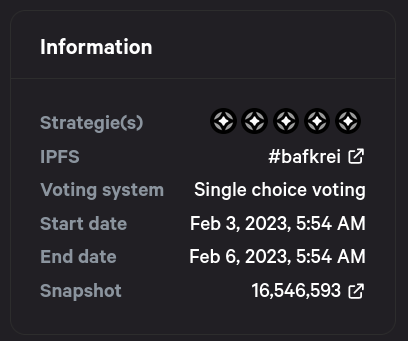 Information
Strategie(s)
IPFS #bafkrei
Voting system Single choice voting
Start date Feb 3, 2023, 5:54 AM
End date Feb 6, 2023, 5:54 AM
Snapshot 16,546,593